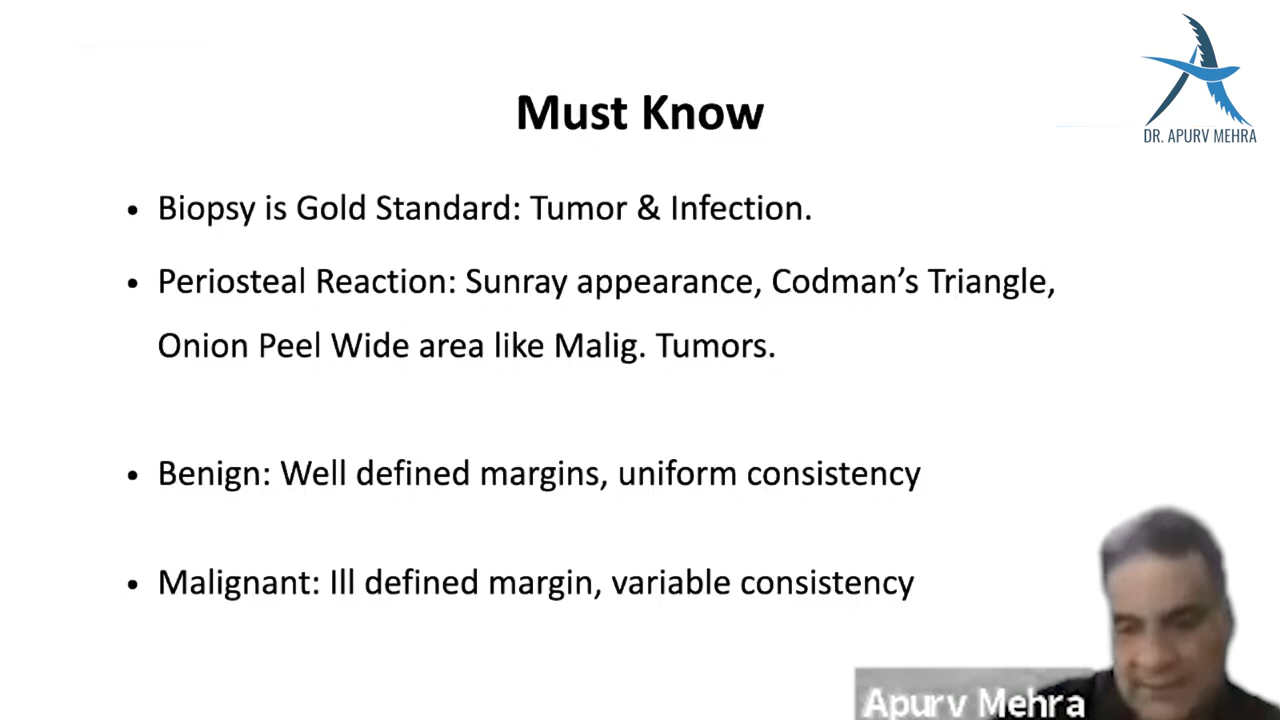 DR. APURV MEHRA
Must Know
• Biopsy is Gold Standard: Tumor & Infection.
• Periosteal Reaction: Sunray appearance, Codman’s Triangle,
Onion Peel Wide area like Malig. Tumors.
• Benign: Well defined margins, uniform consistency
• Malignant: Ill defined margin, variable consistency
Apurv Mehra